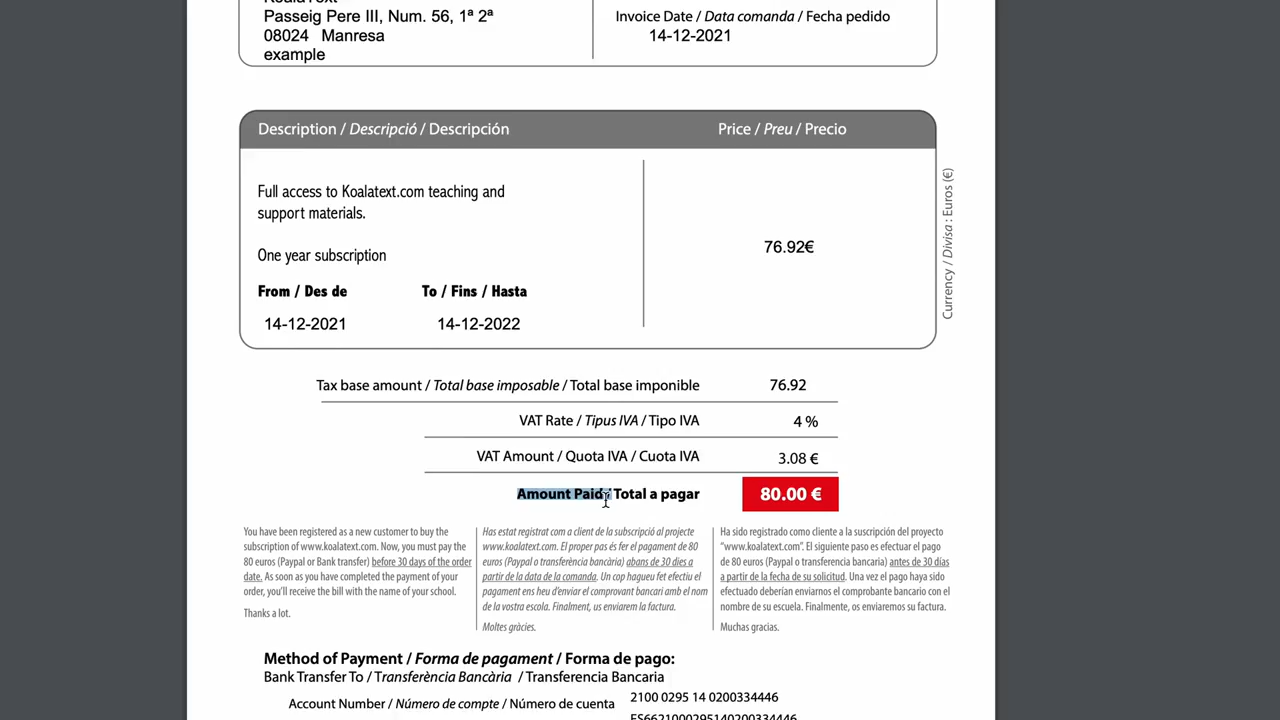 KoalaText
Passeig Pere III, Num. 56, 1ª 2ª
08024 Manresa
example
Invoice Date / Data comanda / Fecha pedido
14-12-2021
Description / Descripció / Descripción
Price / Preu / Precio
Full access to Koalatext.com teaching and
support materials.
One year subscription
From / Des de
To / Fins / Hasta
14-12-2021
14-12-2022
76.92€
Currency / Divisa : Euros (€)
Tax base amount / Total base imposable / Total base imponible
76.92
VAT Rate / Tipus IVA / Tipo IVA
4 %
VAT Amount / Quota IVA / Cuota IVA
3.08 €
Amount Paid / Total a pagar
80.00 €
You have been registered as a new customer to buy the
subscription of www.koalatext.com. Now, you must pay the
80 euros (Paypal or Bank transfer) before 30 days of the order
date. As soon as you have completed the payment of your
order, you'll receive the bill with the name of your school.
Thanks a lot.
Has estat registrat com a client de la subscripció al projecte
www.koalatext.com. El proper pas és fer el pagament de 80
euros (Paypal o transferència bancària) abans de 30 dies a
partir de la data de la comanda. Un cop hagueu fet efectiu el
pagament ens heu d'enviar el comprovant bancari amb el nom
de la vostra escola. Finalment, us enviarem la factura.
Moltes gràcies.
Ha sido registrado como cliente a la suscripción del proyecto
“www.koalatext.com”. El siguiente paso es efectuar el pago
de 80 euros (Paypal o transferencia bancaria) antes de 30 días
a partir de la fecha de su solicitud. Una vez el pago haya sido
efectuado deberían enviarnos el comprobante bancario con el
nombre de su escuela. Finalmente, os enviaremos su factura.
Muchas gracias.
Method of Payment / Forma de pagament / Forma de pago:
Bank Transfer To / Transferència Bancària / Transferencia Bancaria
Account Number / Número de compte / Número de cuenta
2100 0295 14 0200334446
ES6621000295140200334446